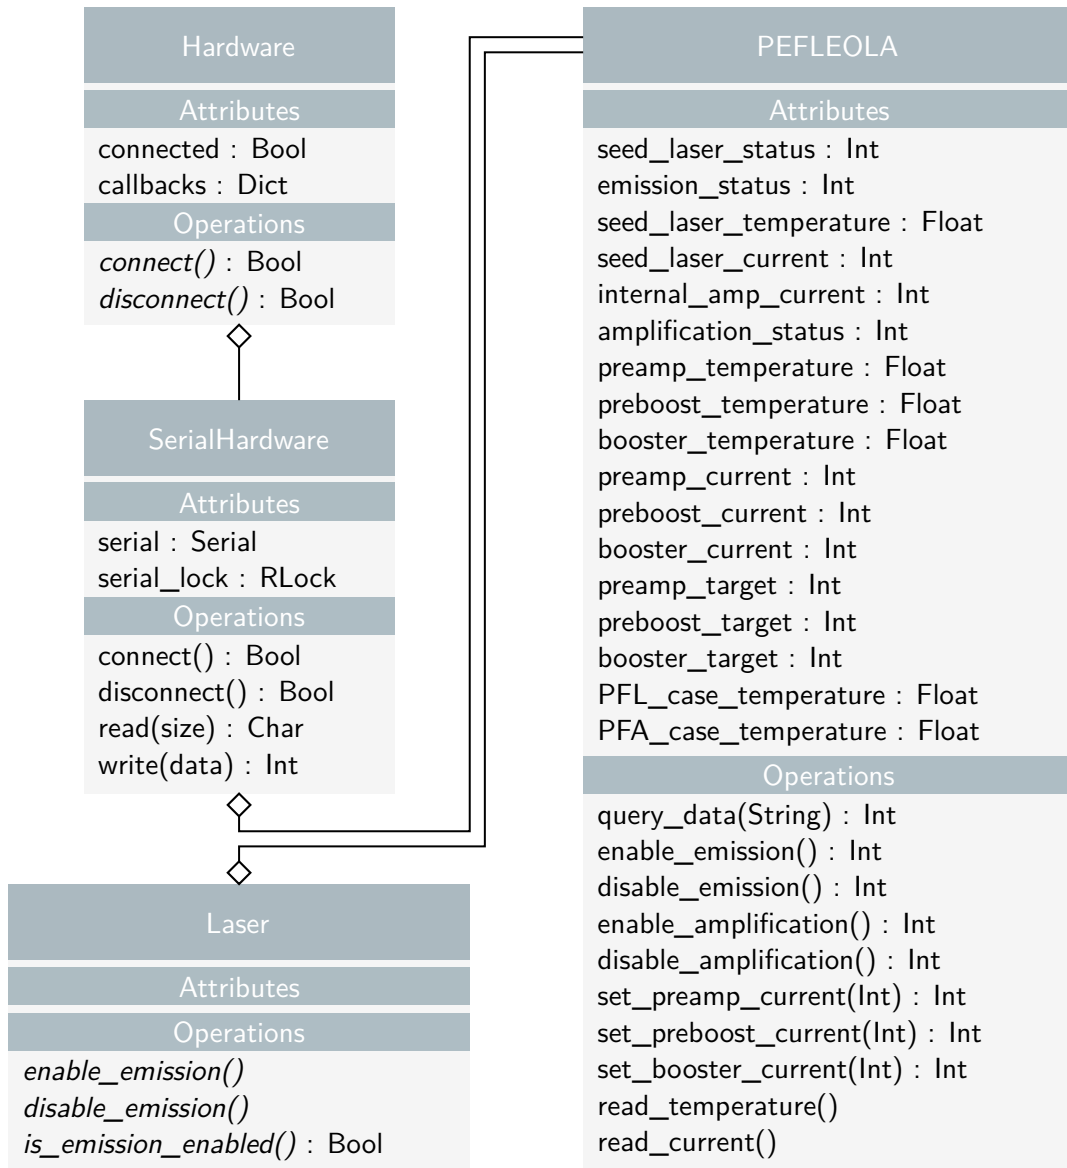 Hardware
Attributes
connected : Bool
callbacks : Dict
Operations
connect() : Bool
disconnect() : Bool
SerialHardware
Attributes
serial : Serial
serial_lock : RLock
Operations
connect() : Bool
disconnect() : Bool
read(size) : Char
write(data) : Int
Laser
Attributes
Operations
enable_emission()
disable_emission()
is_emission_enabled() : Bool
PEFLEOLA
Attributes
seed_laser_status : Int
emission_status : Int
seed_laser_temperature : Float
seed_laser_current : Int
internal_amp_current : Int
amplification_status : Int
preamp_temperature : Float
preboost_temperature : Float
booster_temperature : Float
preamp_current : Int
preboost_current : Int
booster_current : Int
preamp_target : Int
preboost_target : Int
booster_target : Int
PFL_case_temperature : Float
PFA_case_temperature : Float
Operations
query_data(String) : Int
enable_emission() : Int
disable_emission() : Int
enable_amplification() : Int
disable_amplification() : Int
set_preamp_current(Int) : Int
set_preboost_current(Int) : Int
set_booster_current(Int) : Int
read_temperature()
read_current()